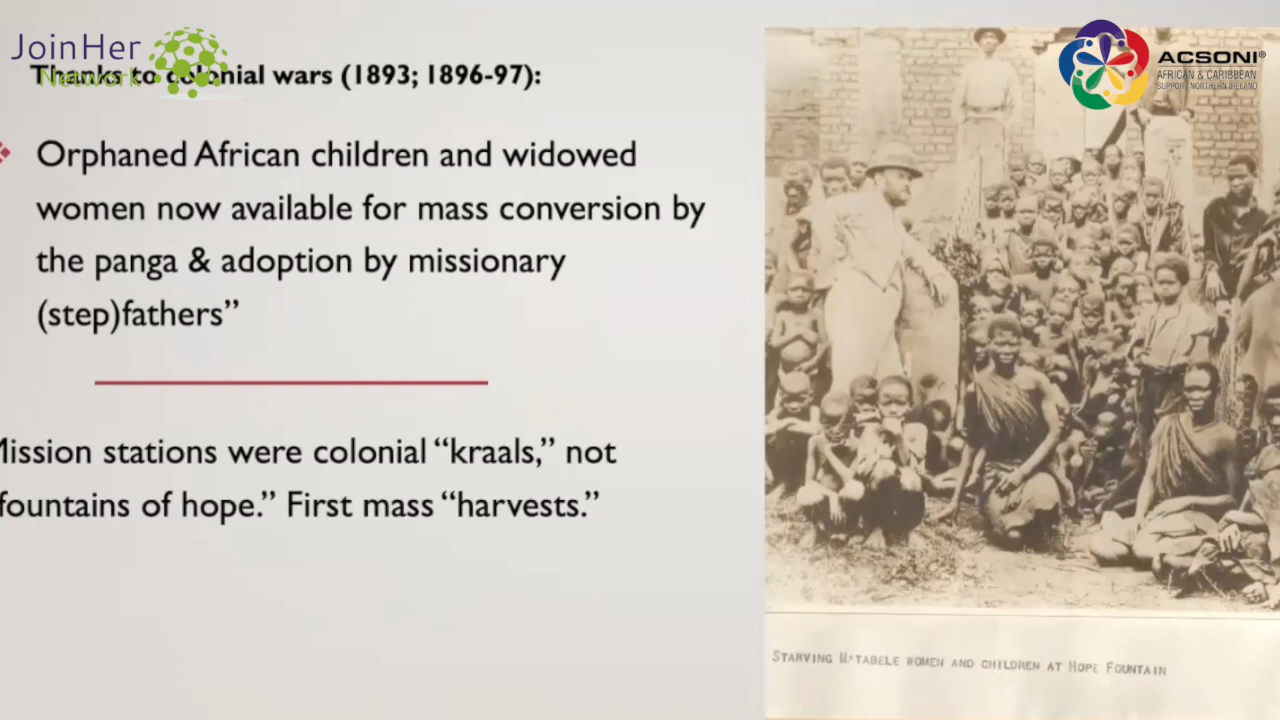 JoinHer
Network
Thanks to colonial wars (1893; 1896-97):
Orphaned African children and widowed
women now available for mass conversion by
the panga & adoption by missionary
(step)fathers”
Mission stations were colonial “kraals,” not
fountains of hope.” First mass “harvests.”
ACSONI®
AFRICAN & CARIBBEAN
SUPPORT NORTHERN IRELAND
STARVING MATABELE WOMEN AND CHILDREN AT HOPE FOUNTAIN